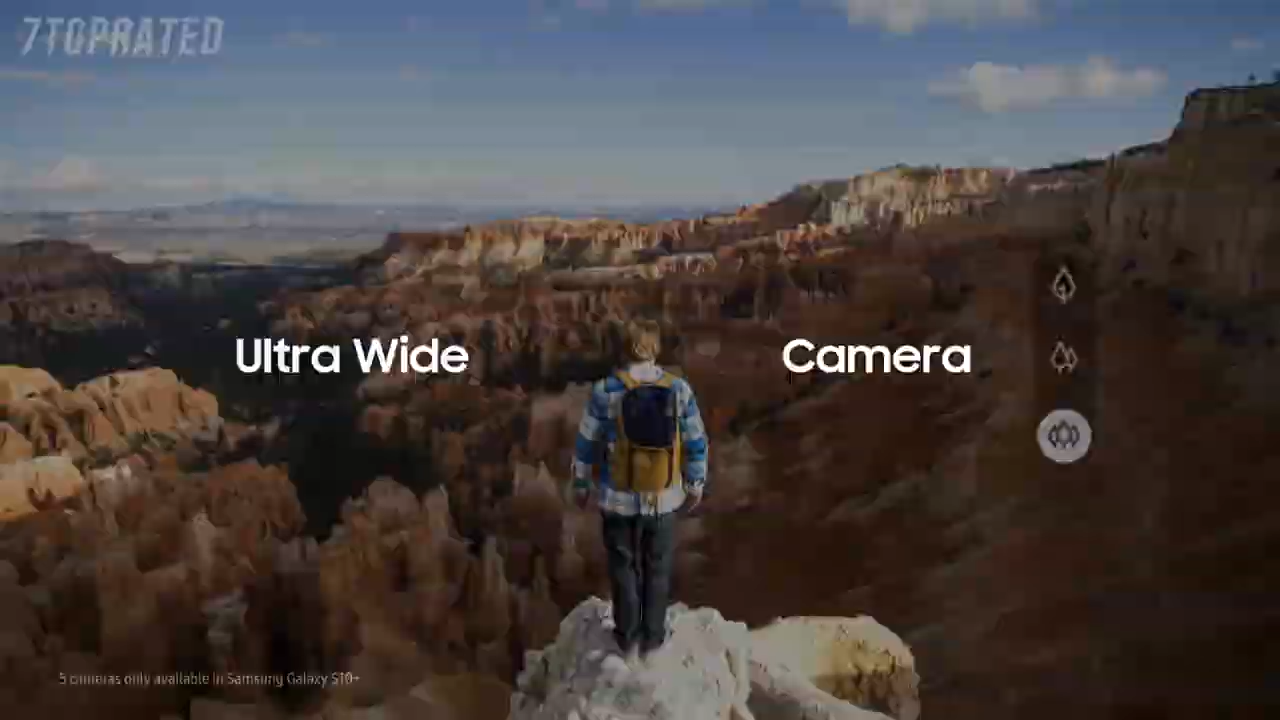 7TOPRATED
Ultra Wide Camera
5 cameras only available in Samsung Galaxy S10+